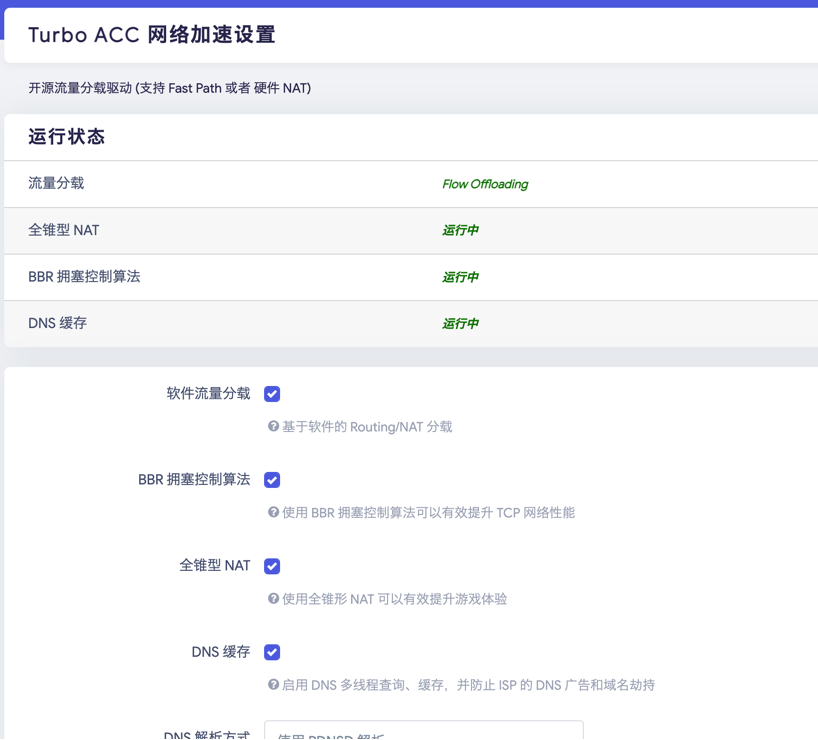 Turbo ACC 网络加速设置
开源流量分载驱动 (支持 Fast Path 或者 硬件 NAT)
运行状态
流量分载 Flow Offloading
全锥型 NAT 运行中
BBR 拥塞控制算法 运行中
DNS 缓存 运行中
软件流量分载
基于软件的 Routing/NAT 分载
BBR 拥塞控制算法
使用 BBR 拥塞控制算法可以有效提升 TCP 网络性能
全锥型 NAT
使用全锥形 NAT 可以有效提升游戏体验
DNS 缓存
启用 DNS 多线程查询、缓存，并防止 ISP 的 DNS 广告和域名劫持
DNS 解析方式 使用 PDNSD 解析